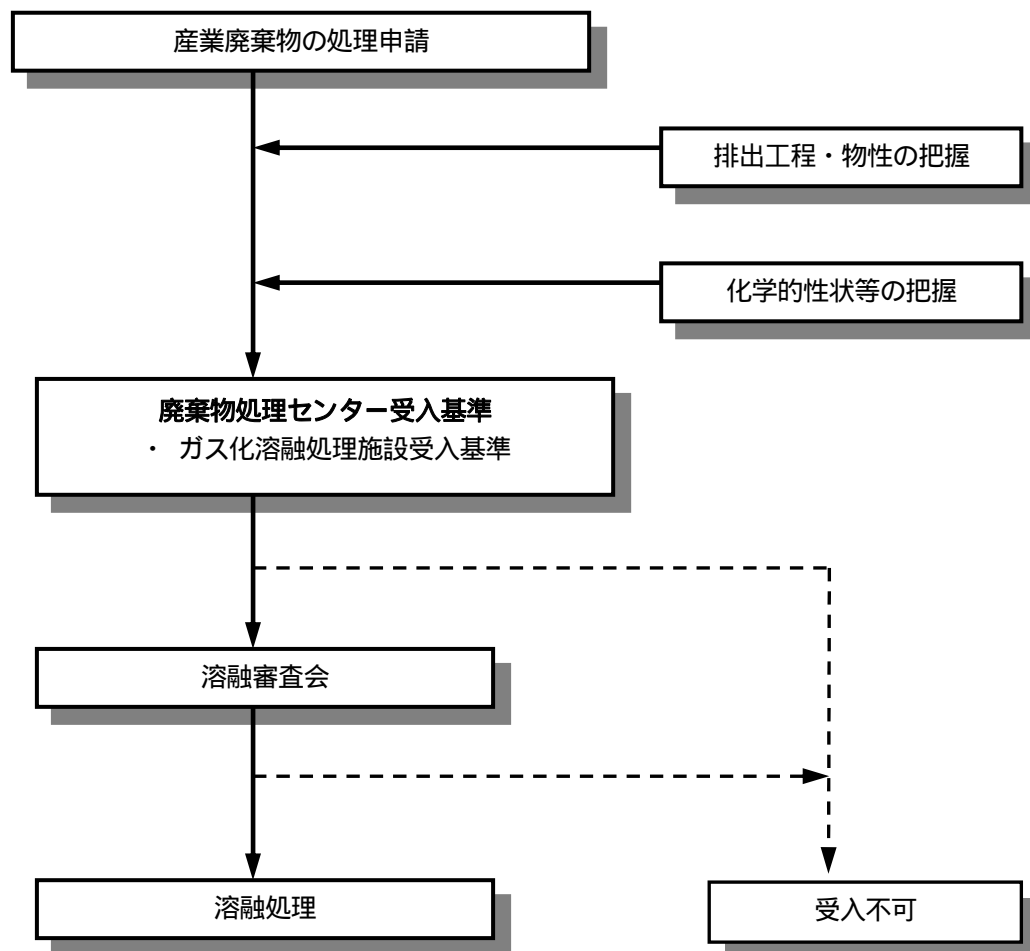 産業廃棄物の処理申請
排出工程・物性の把握
化学的性状等の把握
廃棄物処理センター受入基準
・ ガス化溶融処理施設受入基準
溶融審査会
溶融処理
受入不可